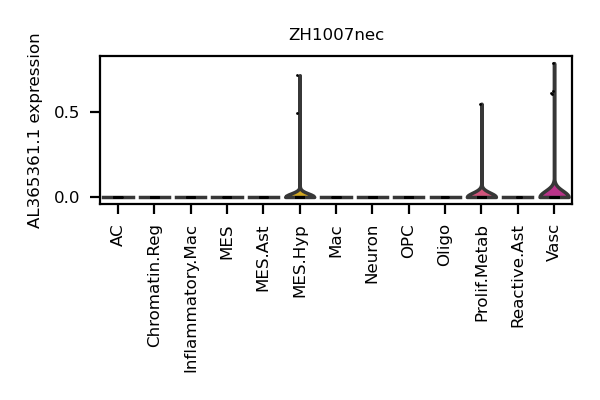 ZH1007nec
AL365361.1 expression
0.5
0.0
AC
Chromatin.Reg
Inflammatory.Mac
MES
MES.Ast
MES.Hyp
Mac
Neuron
OPC
Oligo
Prolif.Metab
Reactive.Ast
Vasc